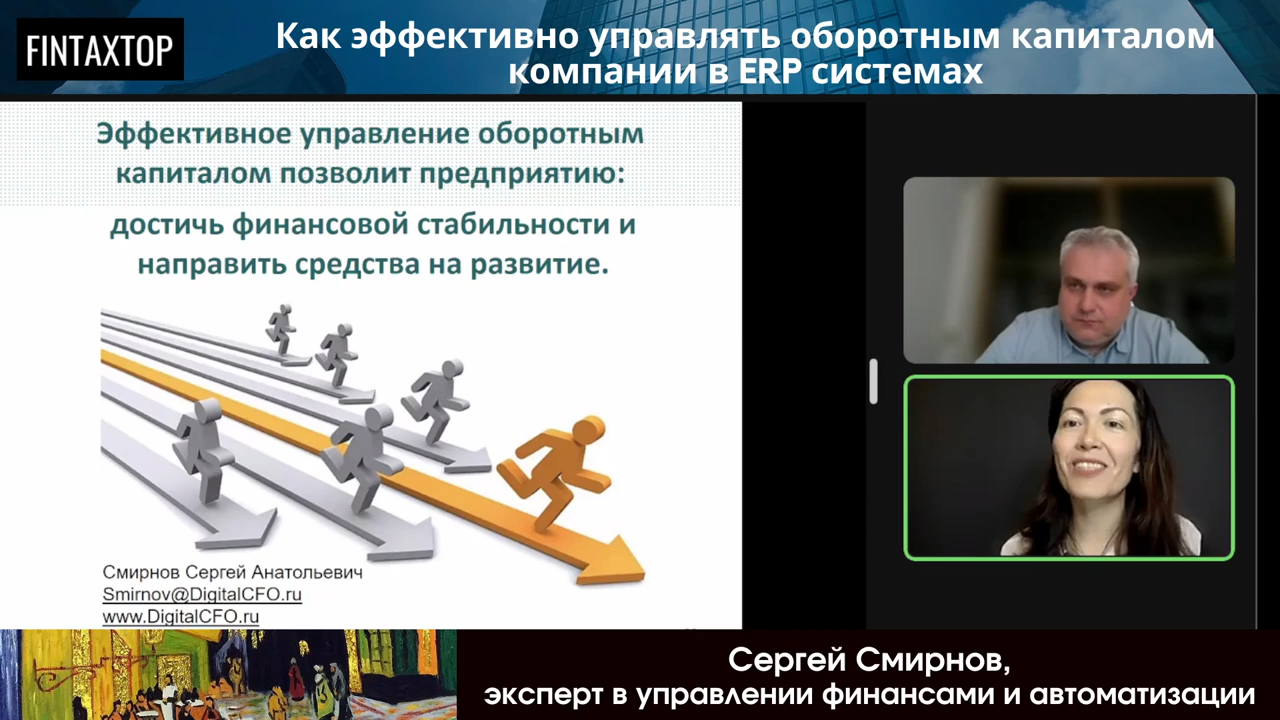 FINTAXTOP
Как эффективно управлять оборотным капиталом
компании в ERP системах
Эффективное управление оборотным
капиталом позволит предприятию:
достичь финансовой стабильности и
направить средства на развитие.
Смирнов Сергей Анатольевич
Smirnov@DigitalCFO.ru
www.DigitalCFO.ru
Сергей Смирнов,
эксперт в управлении финансами и автоматизации